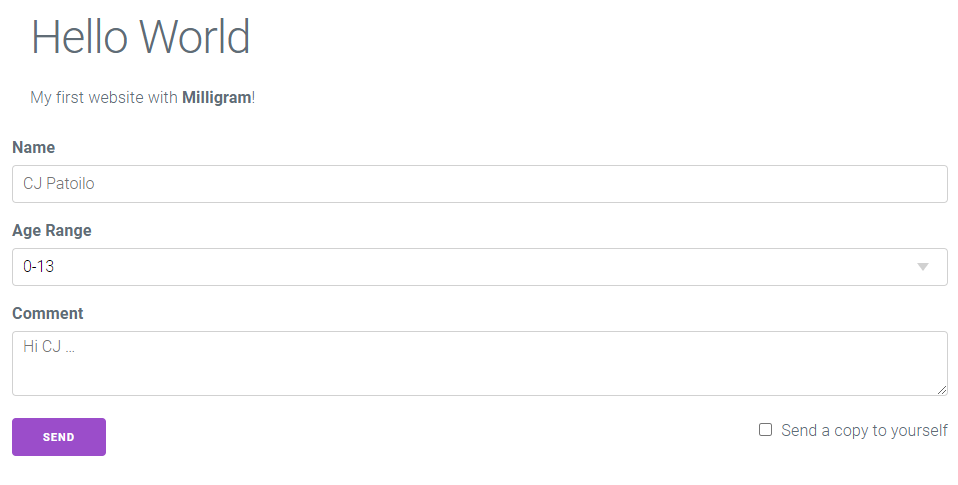 Hello World
My first website with Milligram!
Name
CJ Patoilo
Age Range
0-13
Comment
Hi CJ …
SEND
Send a copy to yourself